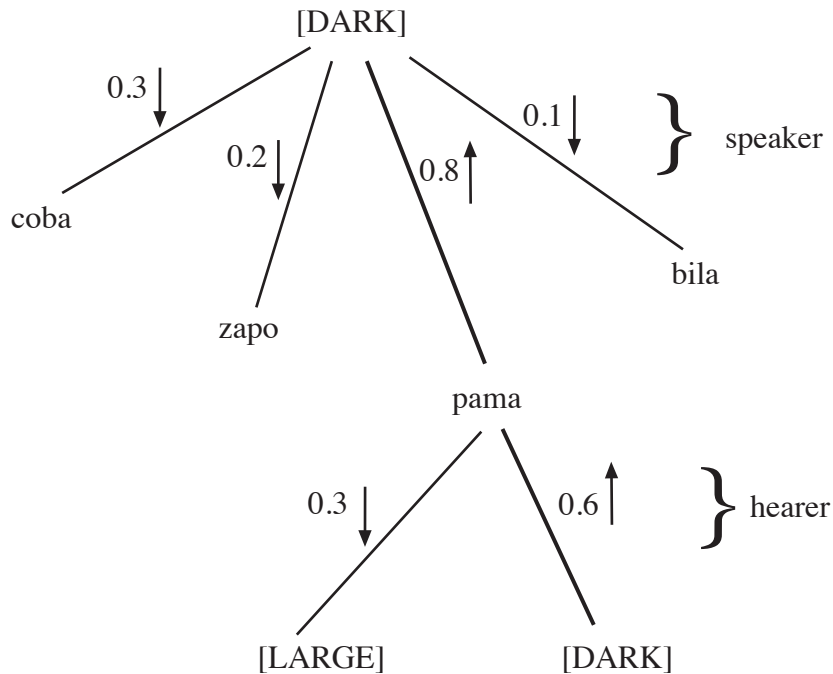 [DARK]
0.3
0.2
0.8
0.1
speaker
coba
zapo
bila
pama
0.3
0.6
hearer
[LARGE]
[DARK]